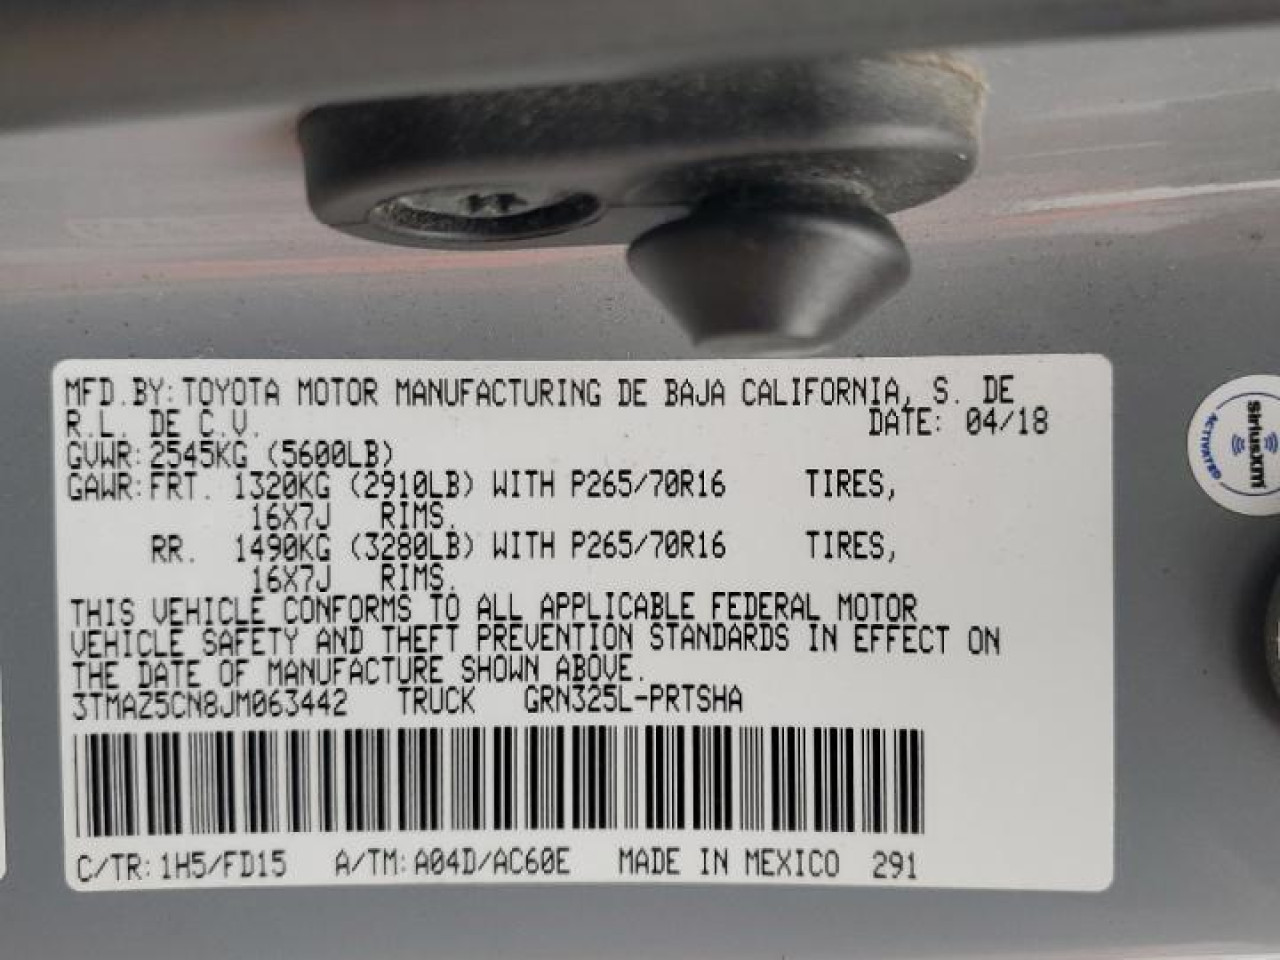 MFD.BY: TOYOTA MOTOR MANUFACTURING DE BAJA CALIFORNIA, S. DE
R.L. DE C.V. DATE: 04/18
GVWR: 2545KG (5600LB)
GAWR: FRT. 1320KG (2910LB) WITH P265/70R16 TIRES,
16X7J RIMS.
RR. 1490KG (3280LB) WITH P265/70R16 TIRES,
16X7J RIMS.
THIS VEHICLE CONFORMS TO ALL APPLICABLE FEDERAL MOTOR
VEHICLE SAFETY AND THEFT PREVENTION STANDARDS IN EFFECT ON
THE DATE OF MANUFACTURE SHOWN ABOVE.
3TMAZ5CN8JM063442 TRUCK GRN325L-PRTSHA
C/TR: 1H5/FD15 A/TM: A04D/AC60E MADE IN MEXICO 291
siriusxm
ACTIVATE